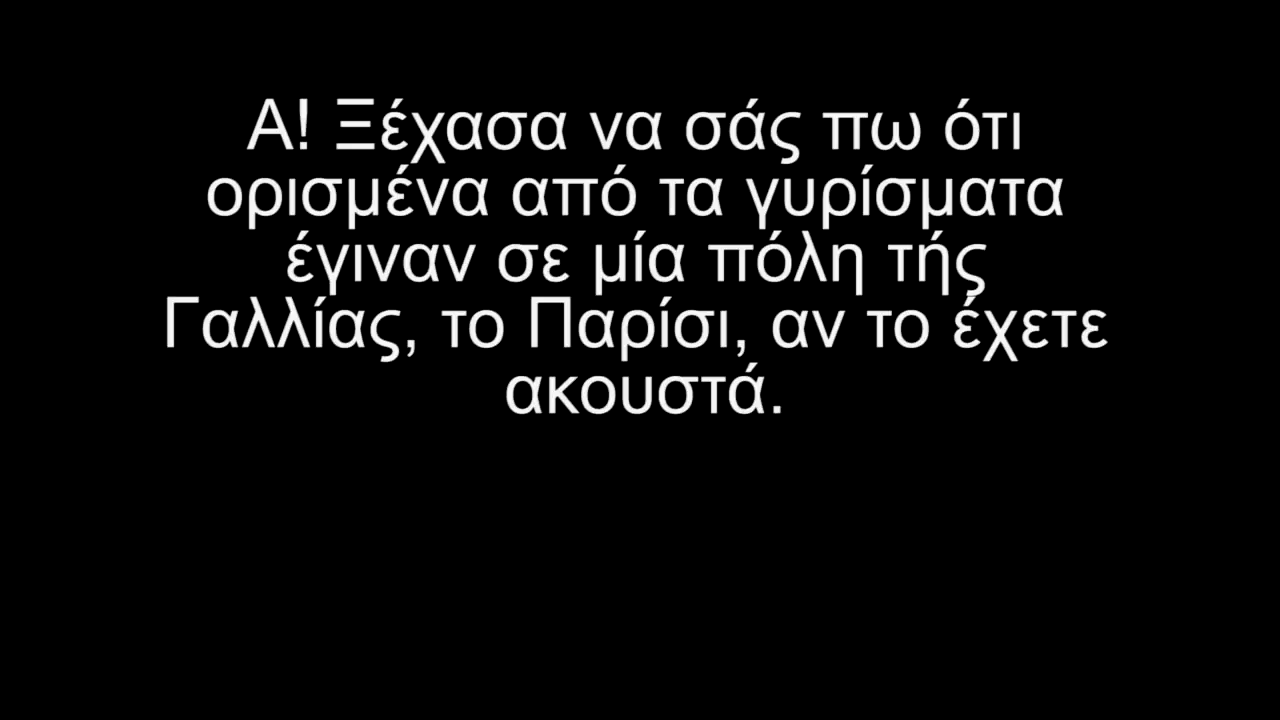 Α! Ξέχασα να σάς πω ότι
ορισμένα από τα γυρίσματα
έγιναν σε μία πόλη τής
Γαλλίας, το Παρίσι, αν το έχετε
ακουστά.